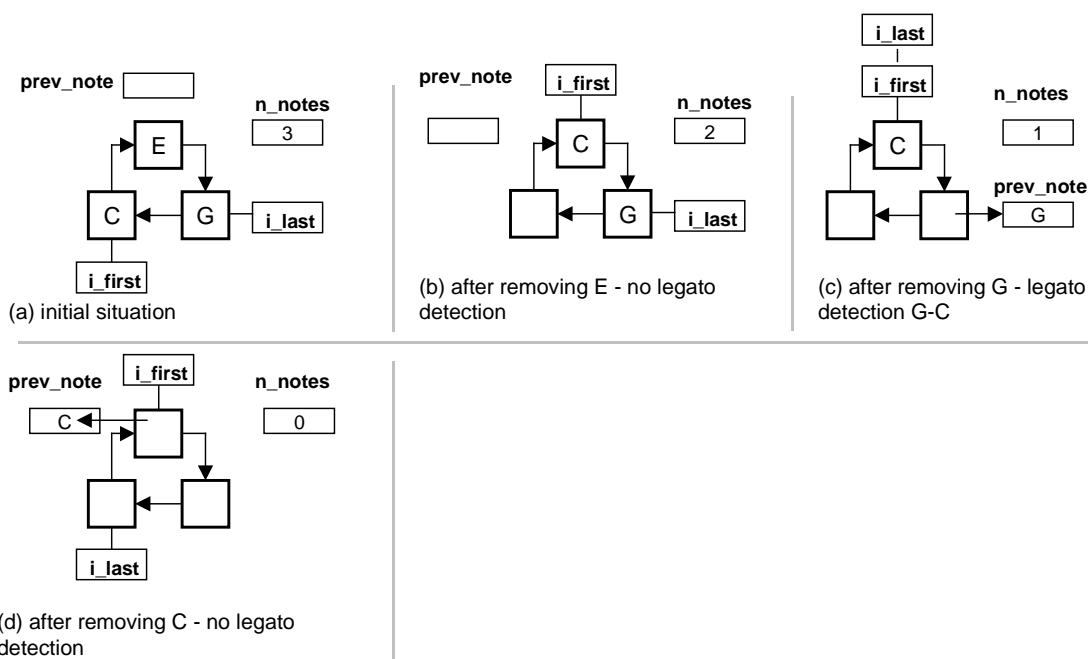 prev_note
n_notes
3
E
C
G
i_last
i_first
(a) initial situation
prev_note
i_first
n_notes
2
C
G
i_last
(b) after removing E - no legato
detection
i_last
i_first
n_notes
1
C
prev_note
G
(c) after removing G - legato
detection G-C
prev_note
i_first
n_notes
C
0
i_last
(d) after removing C - no legato
detection